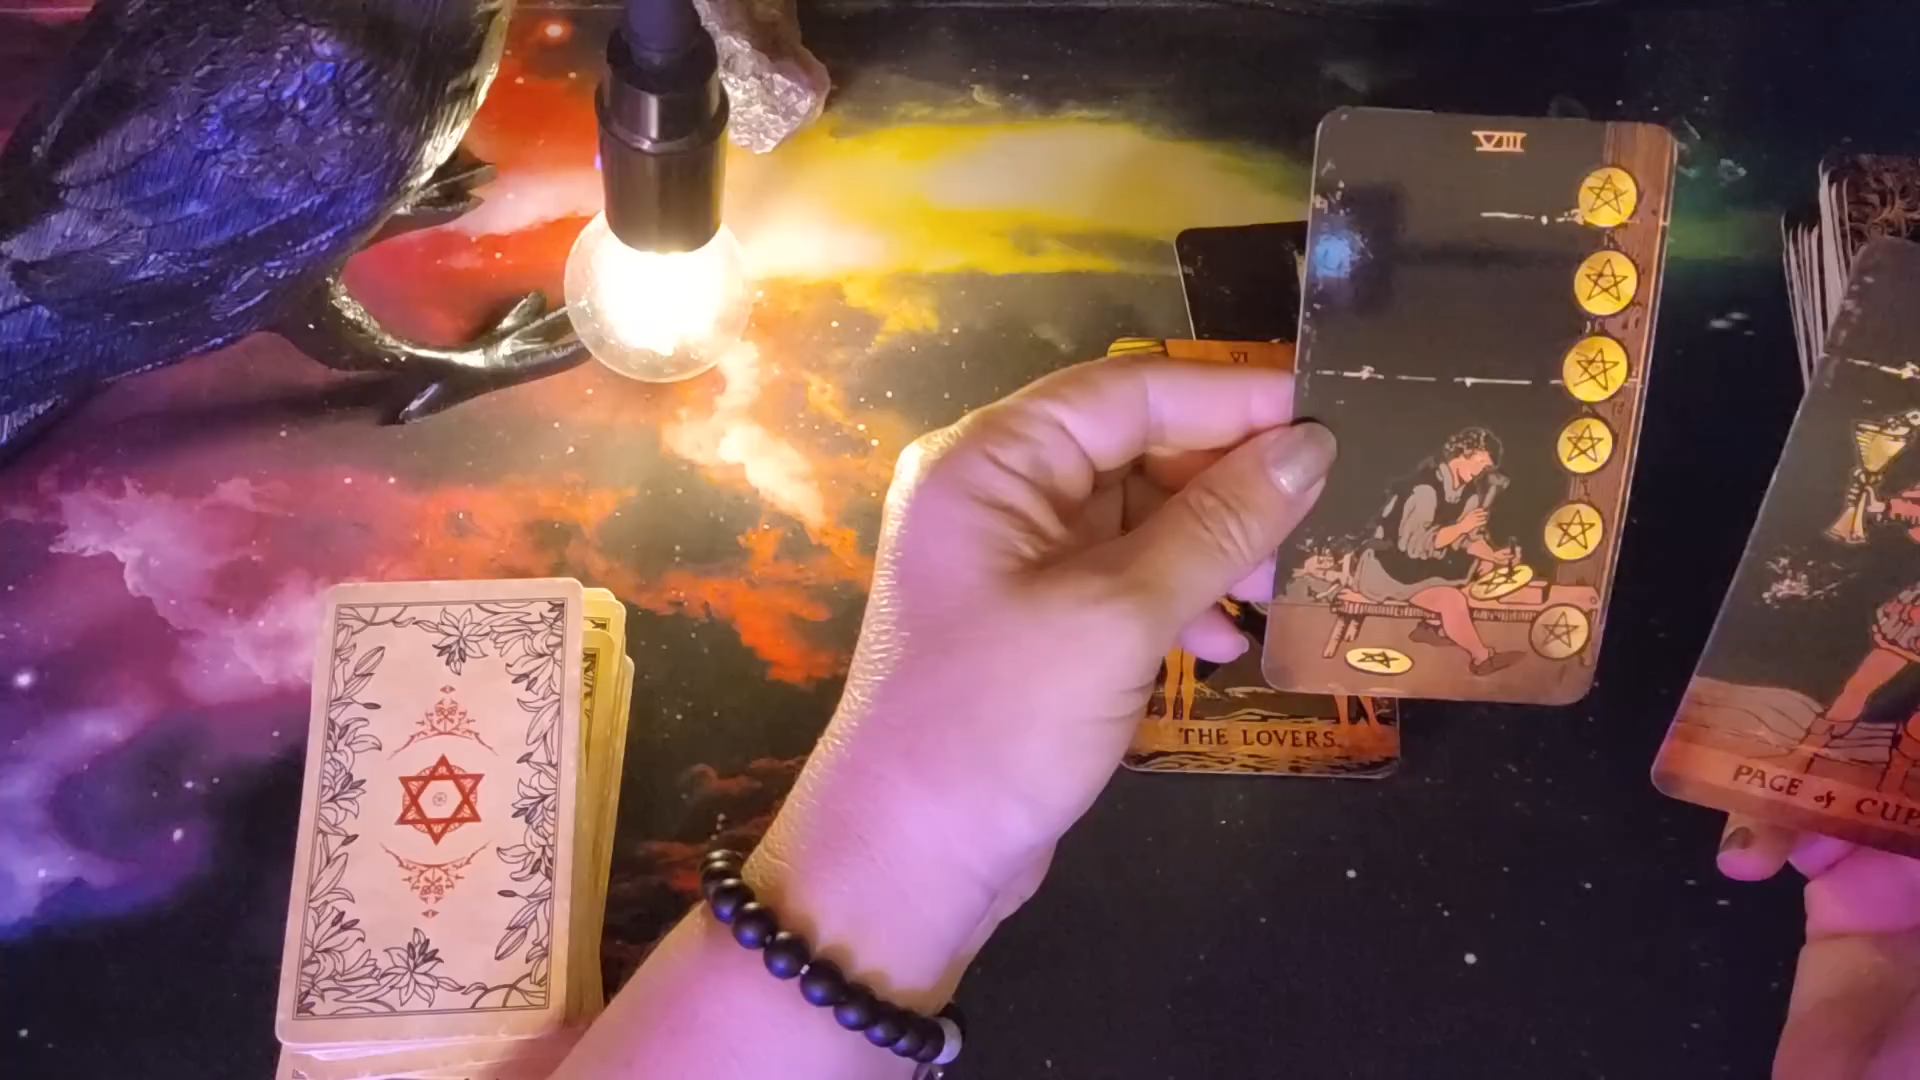 VIII
VI
THE LOVERS.
PAGE of CUP